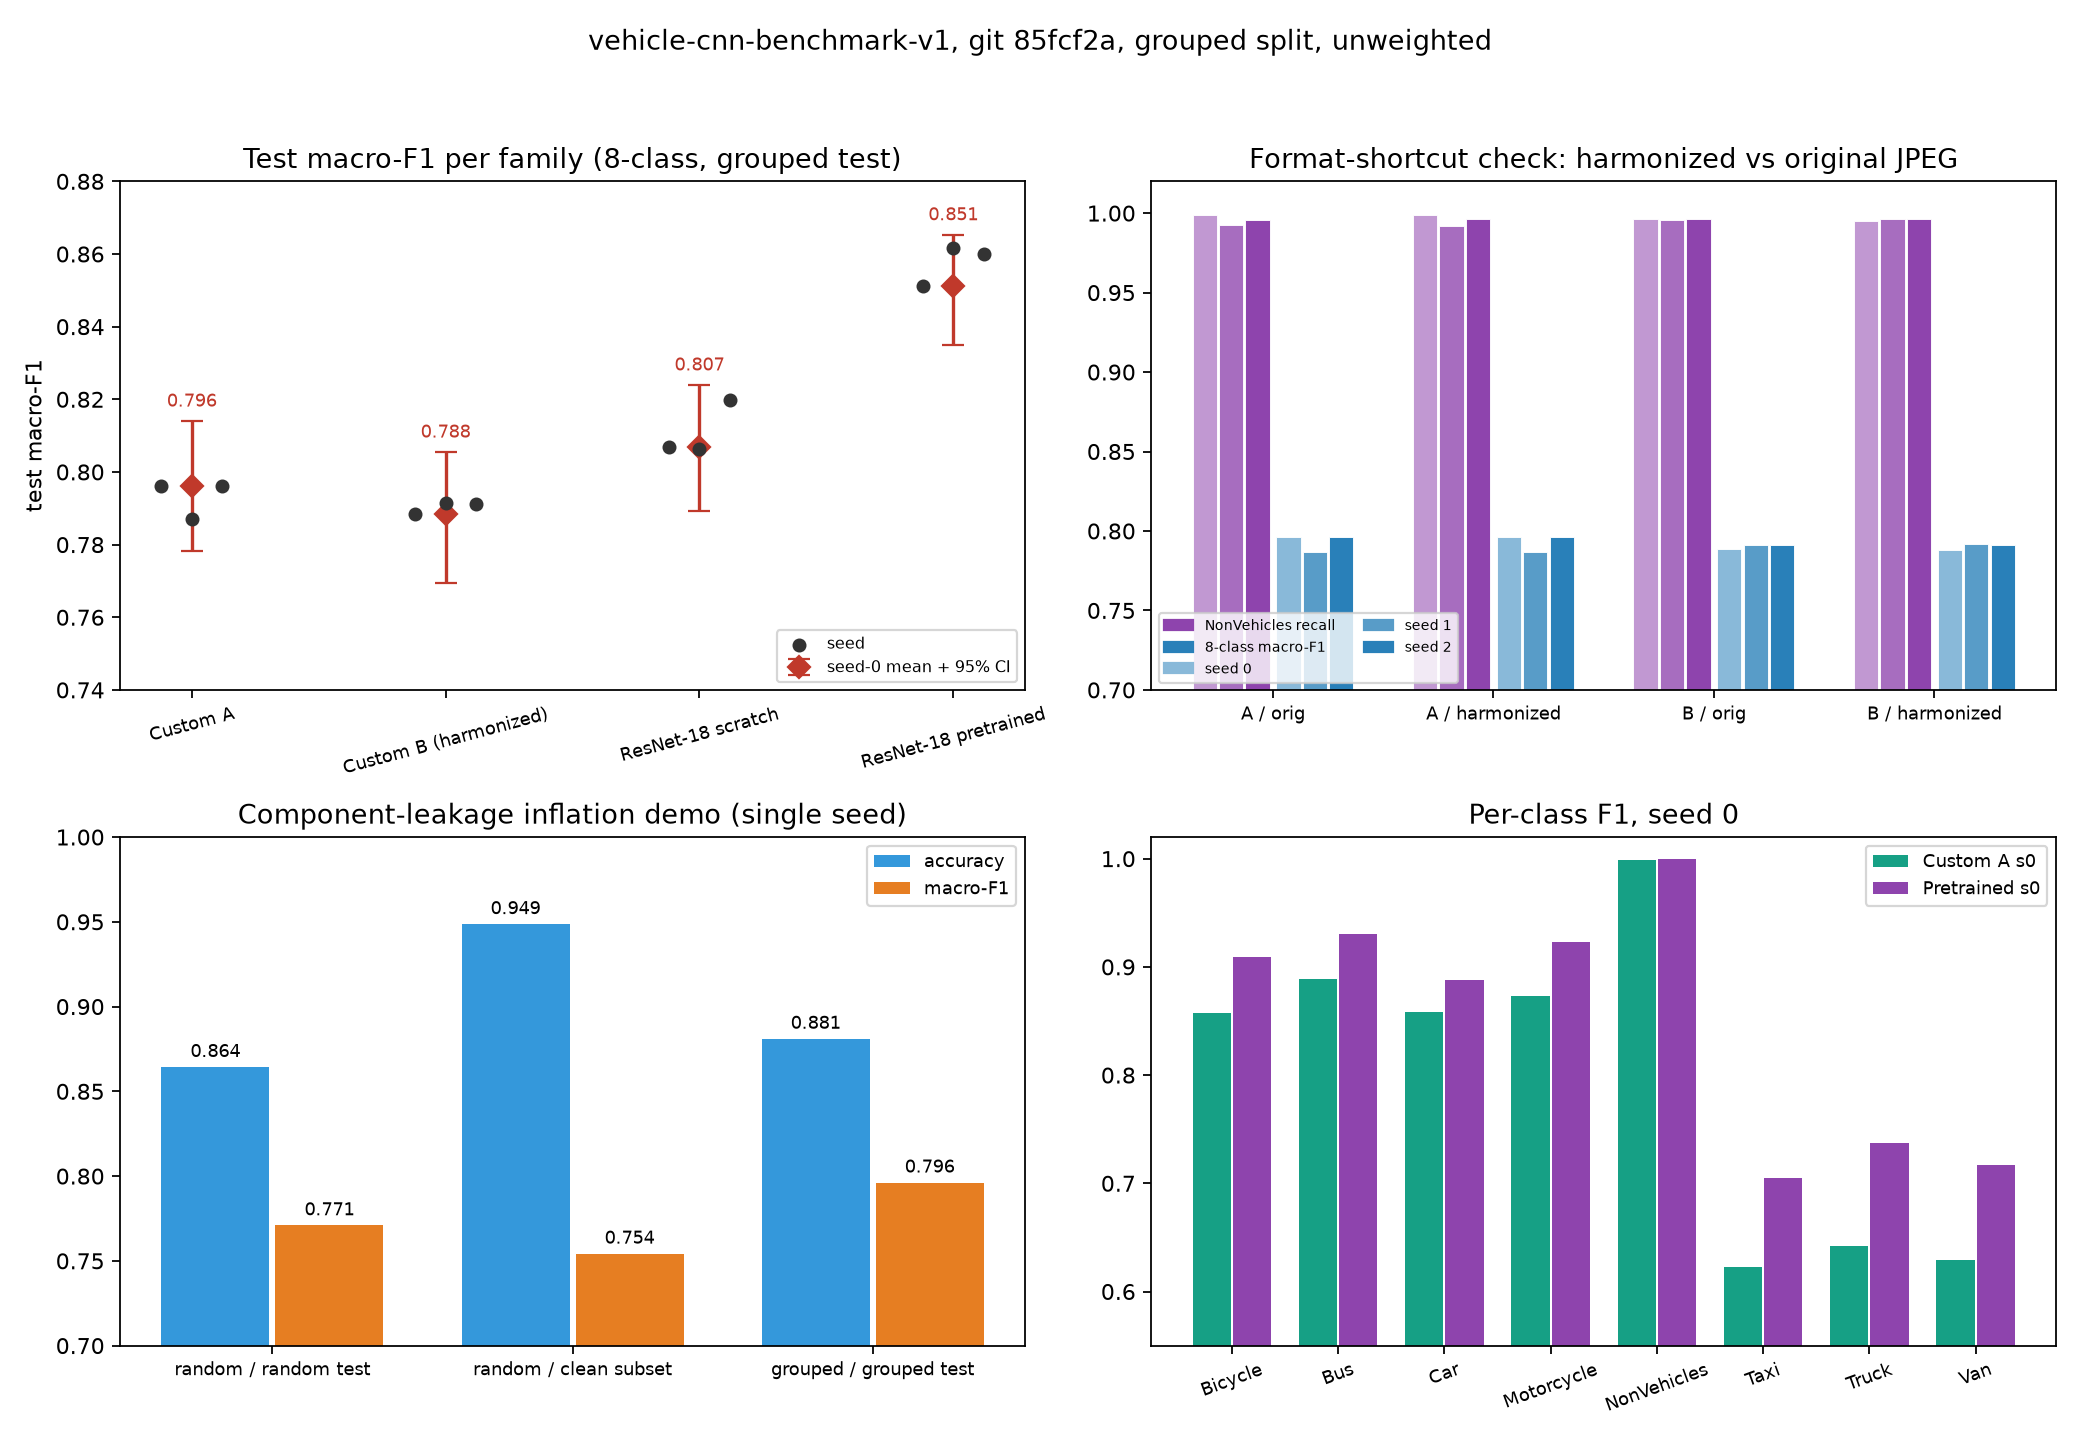 vehicle-cnn-benchmark-v1, git 85fcf2a, grouped split, unweighted
Test macro-F1 per family (8-class, grouped test)
0.88
0.86
0.84
0.82
0.80
0.78
0.76
0.74
test macro-F1
0.796
0.788
0.807
0.851
seed
seed-0 mean + 95% CI
Custom A
Custom B (harmonized)
ResNet-18 scratch
ResNet-18 pretrained
Format-shortcut check: harmonized vs original JPEG
1.00
0.95
0.90
0.85
0.80
0.75
0.70
NonVehicles recall
8-class macro-F1
seed 0
seed 1
seed 2
A / orig
A / harmonized
B / orig
B / harmonized
Component-leakage inflation demo (single seed)
1.00
0.95
0.90
0.85
0.80
0.75
0.70
accuracy
macro-F1
0.864
0.771
0.949
0.754
0.881
0.796
random / random test
random / clean subset
grouped / grouped test
Per-class F1, seed 0
1.0
0.9
0.8
0.7
0.6
Custom A s0
Pretrained s0
Bicycle
Bus
Car
Motorcycle
NonVehicles
Taxi
Truck
Van